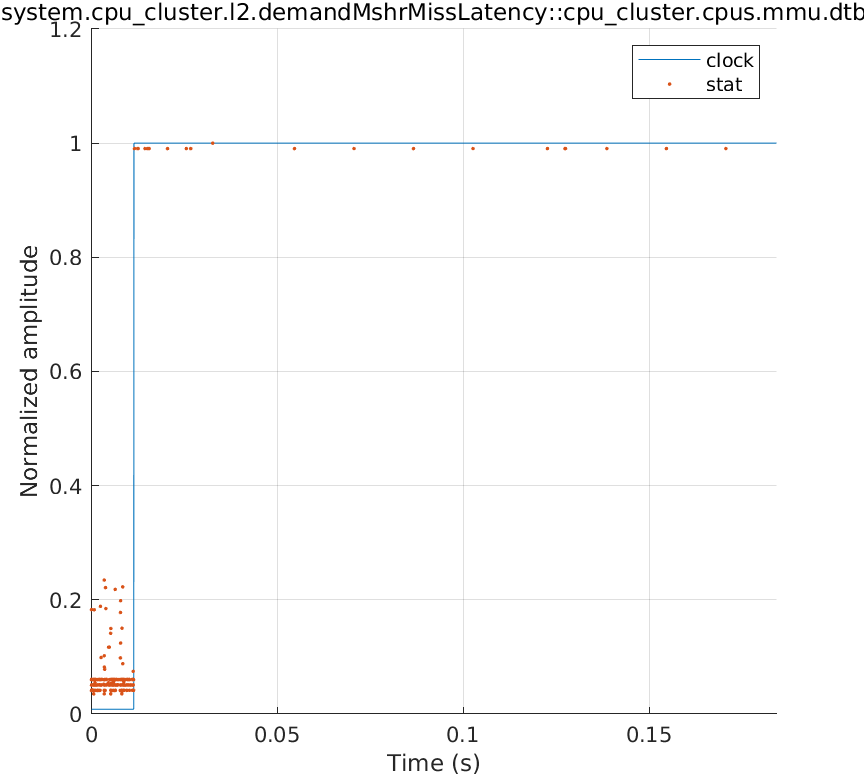 system.cpu_cluster.l2.demandMshrMissLatency::cpu_cluster.cpus.mmu.dtb
1.2
clock
stat
1
0.8
Normalized amplitude
0.6
0.4
0.2
0
0
0.05
0.1
0.15
Time (s)